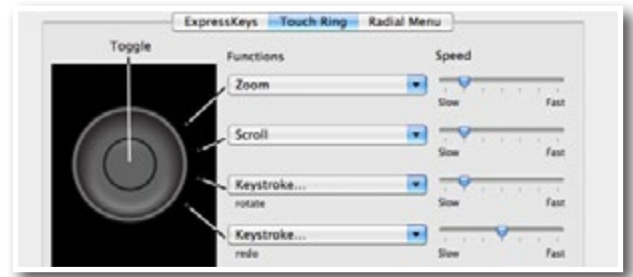 ExpressKeys Touch Ring Radial Menu
Toggle
Functions
Speed
Zoom
Slow Fast
Scroll
Slow Fast
Keystroke...
rotate
Slow Fast
Keystroke...
redo
Slow Fast